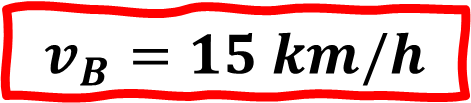 v_B = 15 km/h